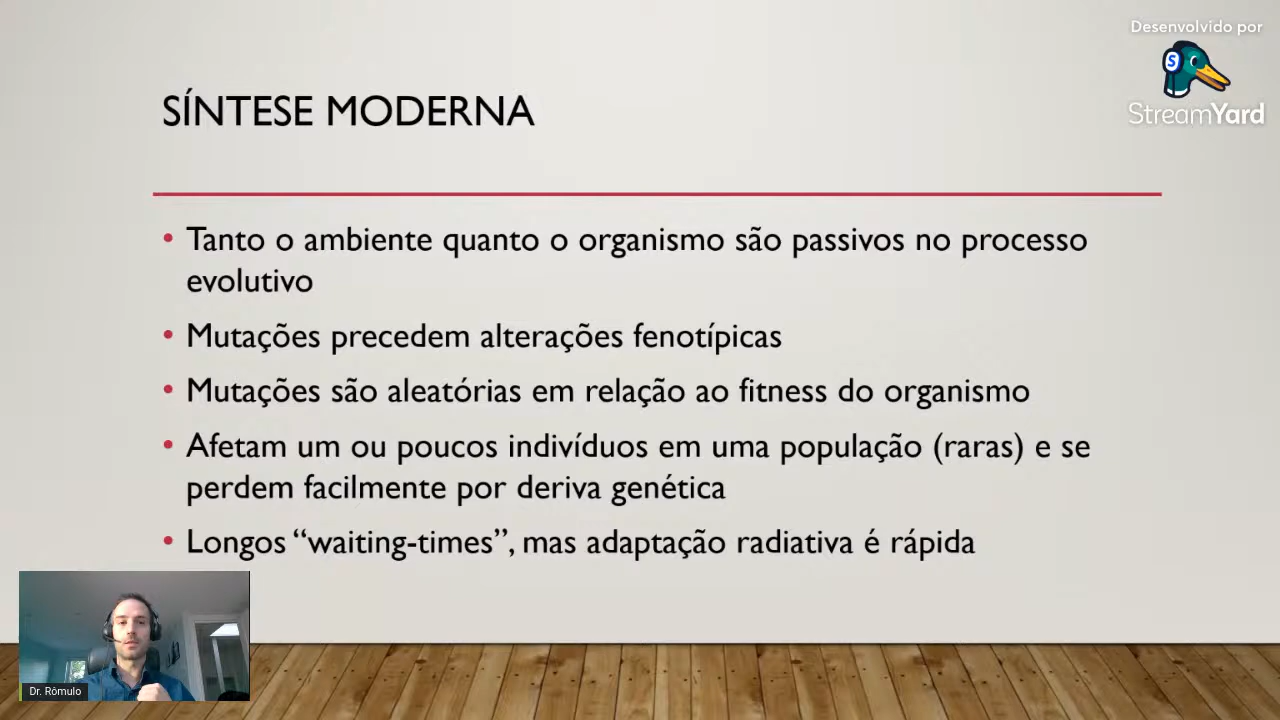 Desenvolvido por
S
StreamYard
SÍNTESE MODERNA
• Tanto o ambiente quanto o organismo são passivos no processo
evolutivo
• Mutações precedem alterações fenotípicas
• Mutações são aleatórias em relação ao fitness do organismo
• Afetam um ou poucos indivíduos em uma população (raras) e se
perdem facilmente por deriva genética
• Longos “waiting-times”, mas adaptação radiativa é rápida
Dr. Rômulo